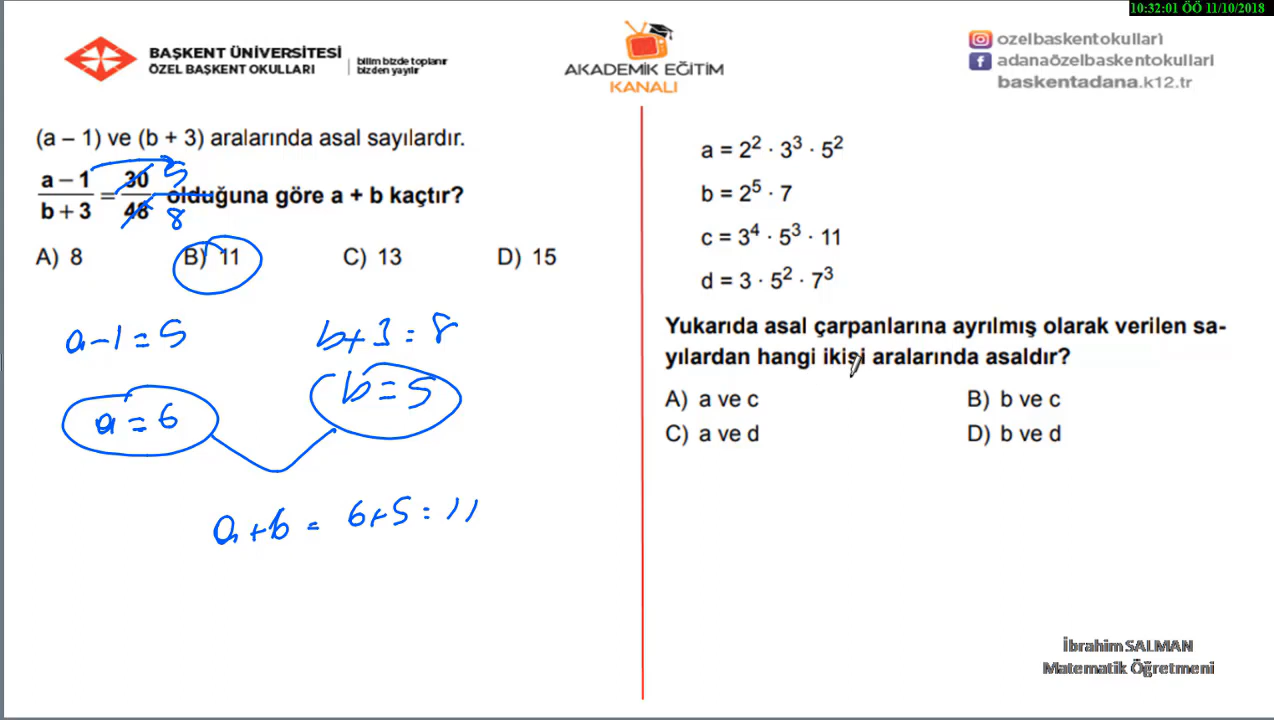 10:32:01 ÖÖ 11/10/2018
BAŞKENT ÜNİVERSİTESİ
ÖZEL BAŞKENT OKULLARI
bilim bizde toplanır
bizden yayılır
AKADEMİK EĞİTİM
KANALI
ozelbaskentokulları
adanaözelbaskentokullari
baskentadana.k12.tr
(a – 1) ve (b + 3) aralarında asal sayılardır.
a – 1 / b + 3 = 30 / 48 olduğuna göre a + b kaçtır?
5
8
A) 8 B) 11 C) 13 D) 15
a-1=5 b+3=8
a=6 b=5
a+b = 6+5=11
a = 2² · 3³ · 5²
b = 2⁵ · 7
c = 3⁴ · 5³ · 11
d = 3 · 5² · 7³
Yukarıda asal çarpanlarına ayrılmış olarak verilen sa-
yılardan hangi ikisi aralarında asaldır?
A) a ve c B) b ve c
C) a ve d D) b ve d
İbrahim SALMAN
Matematik Öğretmeni